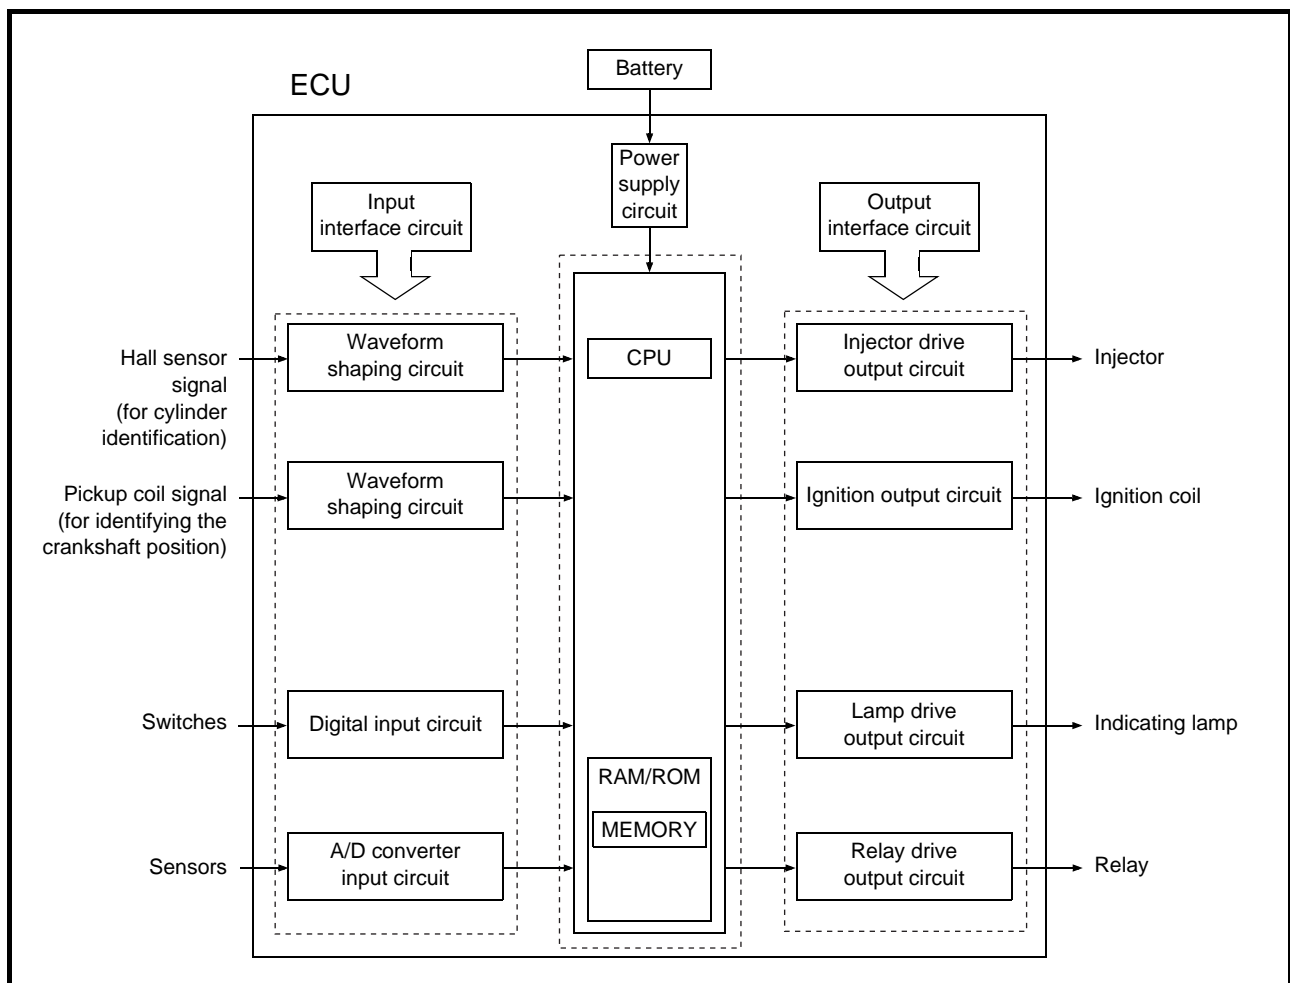 Battery
ECU
Power
supply
circuit
Input
interface circuit
Output
interface circuit
Hall sensor
signal
(for cylinder
identification)
Waveform
shaping circuit
CPU
Injector drive
output circuit
Injector
Pickup coil signal
(for identifying the
crankshaft position)
Waveform
shaping circuit
Ignition output circuit
Ignition coil
Switches
Digital input circuit
Lamp drive
output circuit
Indicating lamp
RAM/ROM
MEMORY
Sensors
A/D converter
input circuit
Relay drive
output circuit
Relay